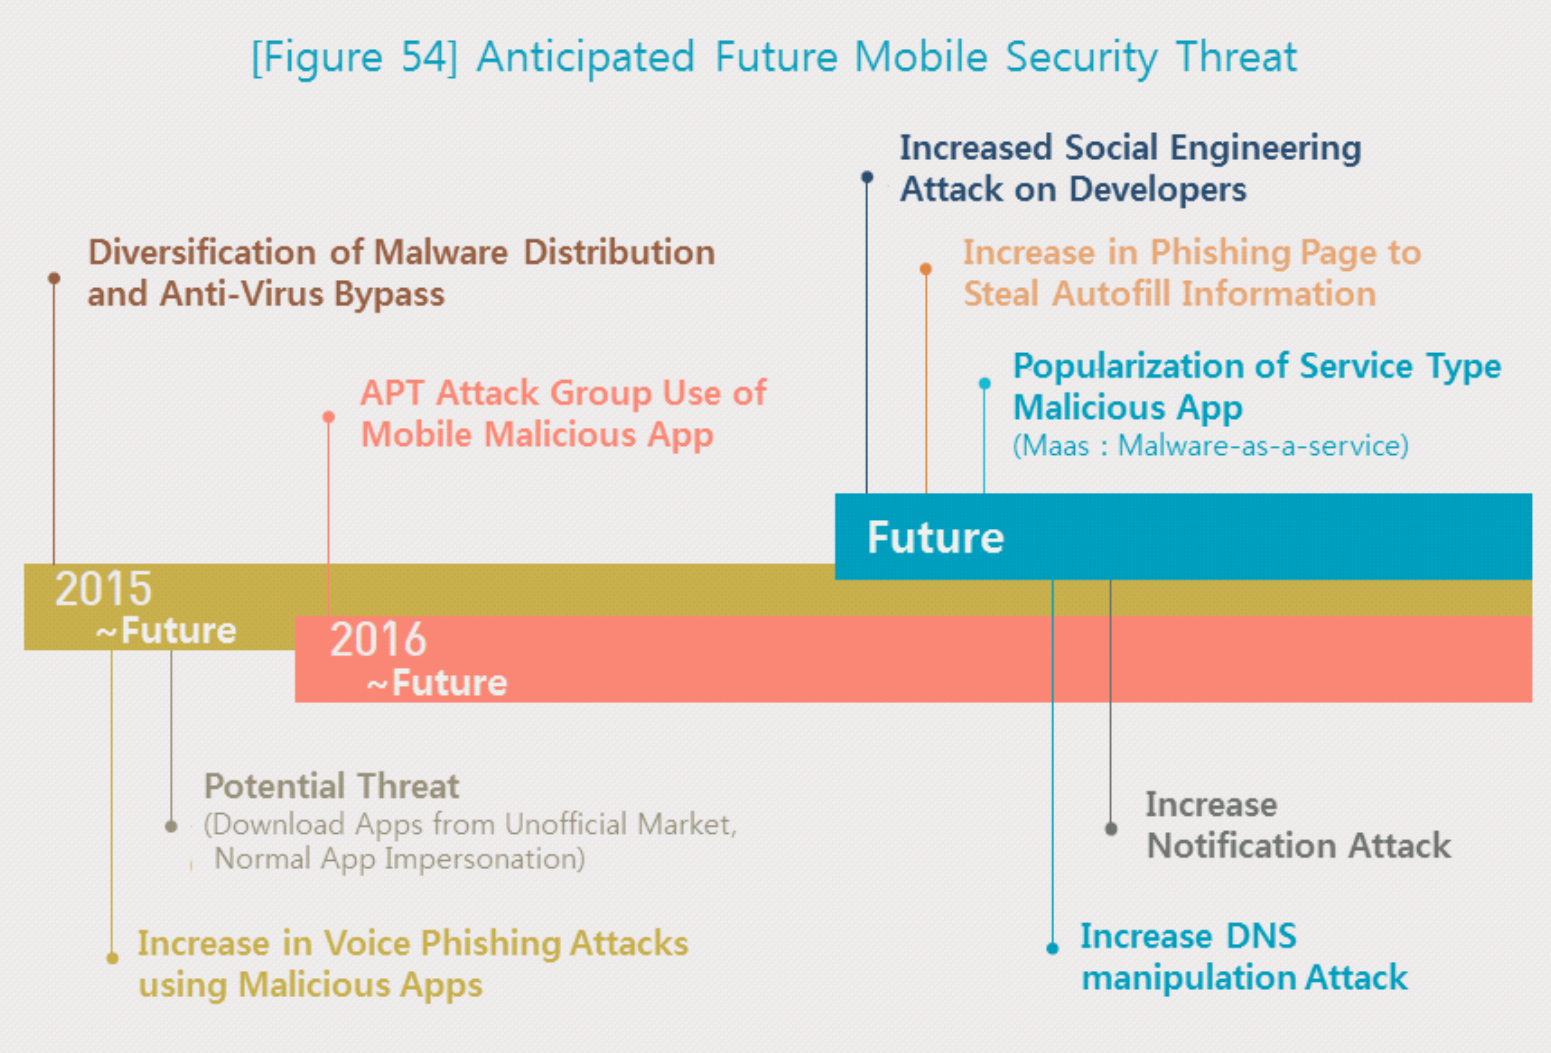 [Figure 54] Anticipated Future Mobile Security Threat
Increased Social Engineering
Attack on Developers
Diversification of Malware Distribution
and Anti-Virus Bypass
Increase in Phishing Page to
Steal Autofill Information
APT Attack Group Use of
Mobile Malicious App
Popularization of Service Type
Malicious App
(Maas : Malware-as-a-service)
Future
2015
~Future
2016
~Future
Potential Threat
(Download Apps from Unofficial Market,
Normal App Impersonation)
Increase
Notification Attack
Increase in Voice Phishing Attacks
using Malicious Apps
Increase DNS
manipulation Attack